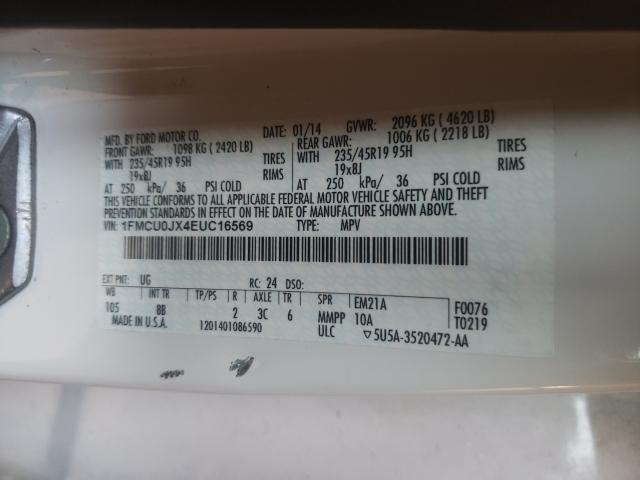 MFD. BY FORD MOTOR CO. DATE: 01/14 GVWR: 2096 KG (4620 LB)
FRONT GAWR: 1098 KG (2420 LB) REAR GAWR: 1006 KG (2218 LB)
WITH 235/45R19 95H TIRES WITH 235/45R19 95H TIRES
19x8J RIMS 19x8J RIMS
AT 250 kPa/ 36 PSI COLD AT 250 kPa/ 36 PSI COLD
THIS VEHICLE CONFORMS TO ALL APPLICABLE FEDERAL MOTOR VEHICLE SAFETY AND THEFT
PREVENTION STANDARDS IN EFFECT ON THE DATE OF MANUFACTURE SHOWN ABOVE.
VIN: 1FMCU0JX4EUC16569 TYPE: MPV
EXT PNT: UG RC: 24 DSO:
WB INT TR TP/PS R AXLE TR SPR EM21A F0076
105 BB 2 3C 6 MMPP 10A T0219
MADE IN U.S.A. 1201401086590 ULC ▽5U5A-3520472-AA